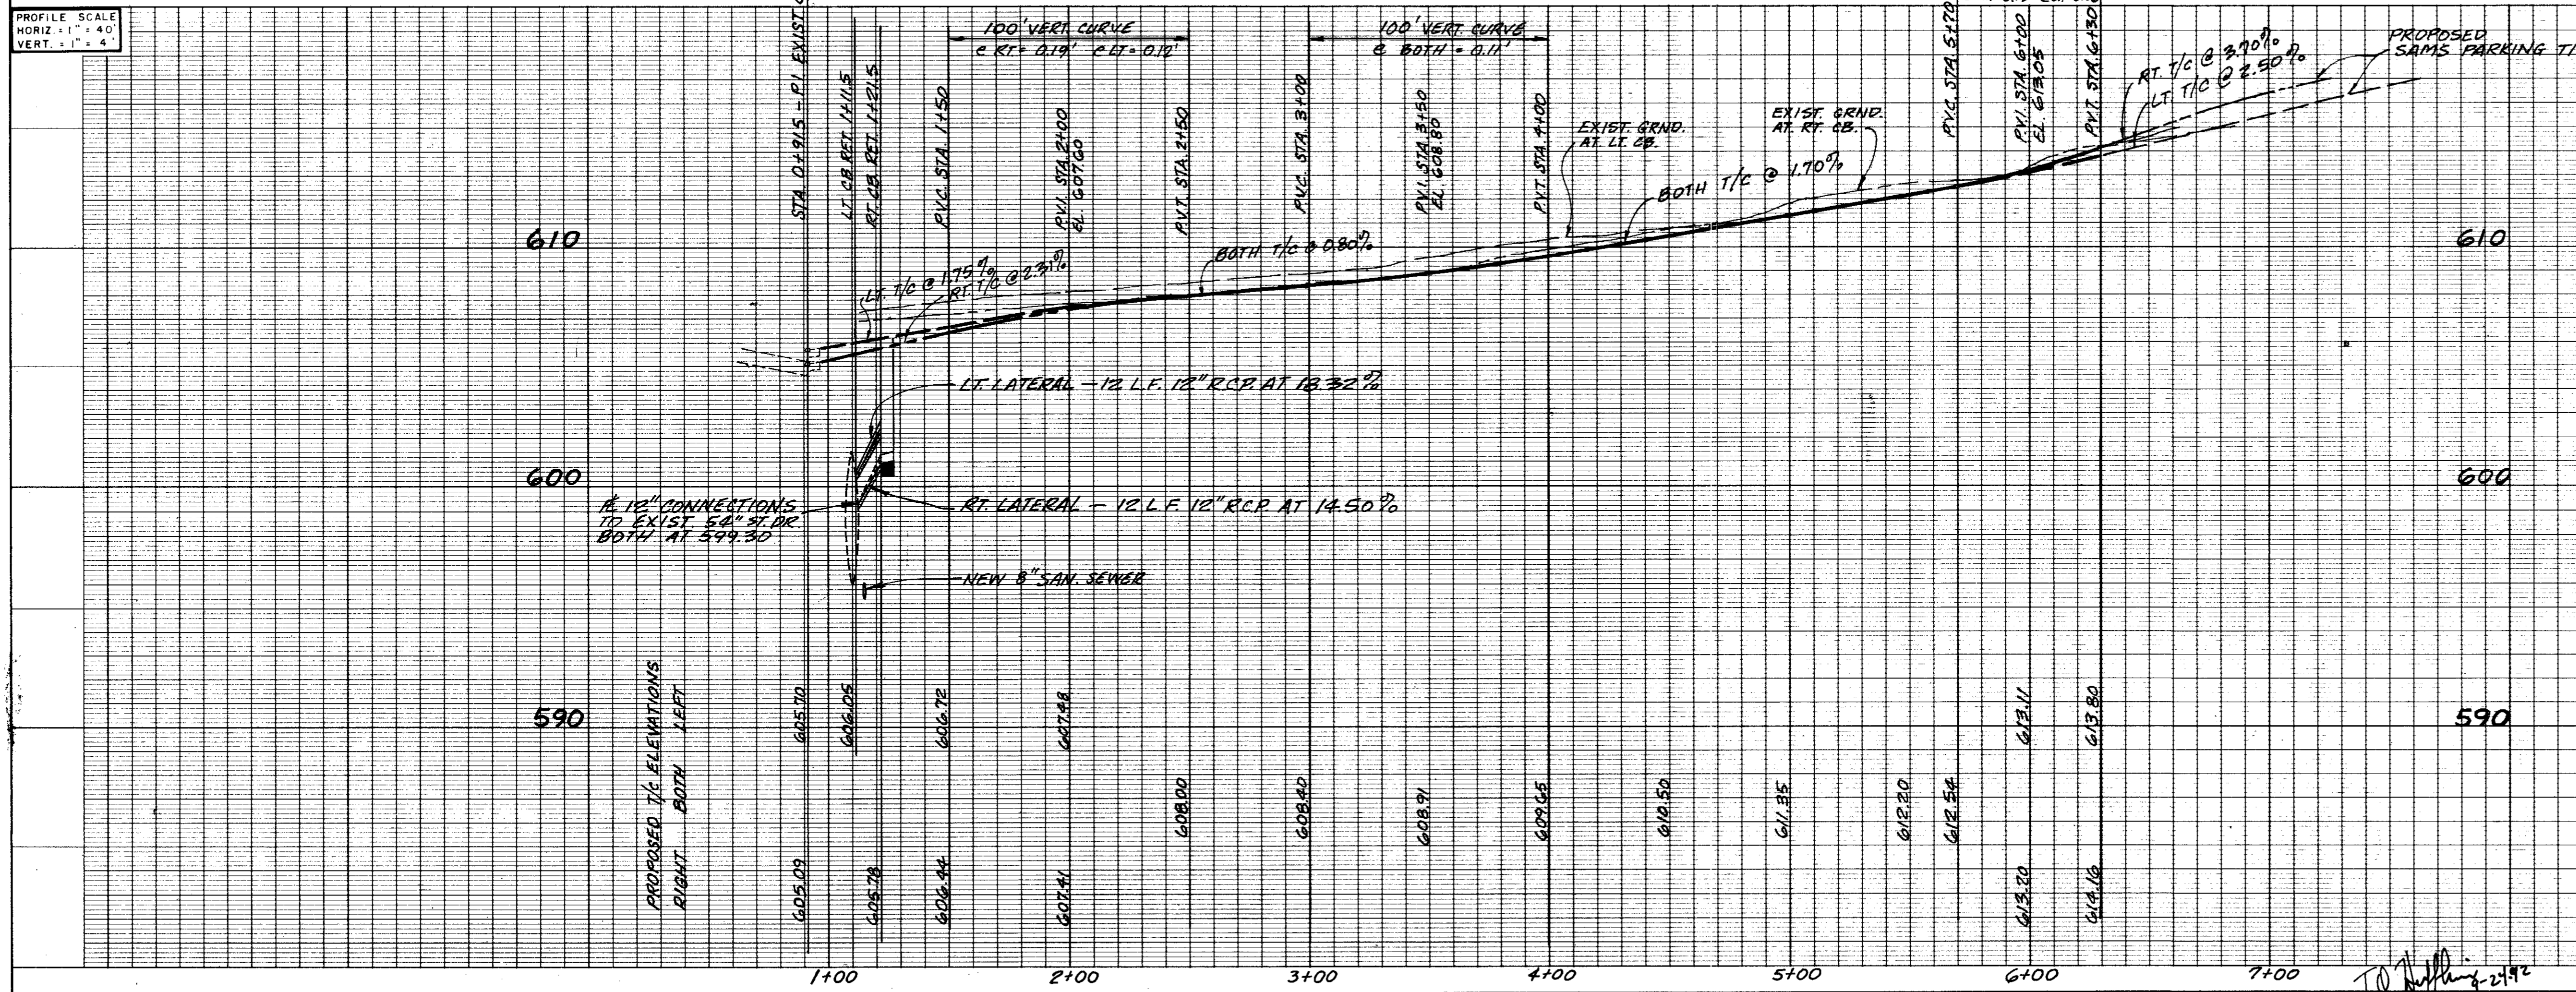 PROFILE SCALE
HORIZ. = 1" = 40'
VERT. = 1" = 4'
STA 0+91.5 - P.I. EXIST
LT CB RET 1+11.5
RT CB RET 1+21.5
P.V.C. STA. 1+50
100' VERT. CURVE
e RT = 0.19' e LT = 0.12'
P.V.I. STA. 2+00
EL. 607.60
P.V.T. STA. 2+50
P.V.C. STA. 3+00
100' VERT. CURVE
e BOTH = 0.11'
P.V.I. STA. 3+50
EL 608.80
P.V.T. STA. 4+00
EXIST. GRND.
AT LT. CB.
EXIST. GRND.
AT. RT. CB.
BOTH T/C @ 1.70%
P.V.C. STA. 5+70
P.V.I. STA. 6+00
EL. 613.05
P.V.T. STA. 6+30
RT. T/C @ 3.70%
LT. T/C @ 2.50%
PROPOSED
SAMS PARKING
610
610
LT. T/C @ 1.75%
RT. T/C @ 2.31%
BOTH T/C @ 0.80%
LT. LATERAL - 12 L.F. 12" R.C.P. AT 18.32%
600
600
12" CONNECTIONS
TO EXIST. 54" ST. DR.
BOTH AT 599.30
RT. LATERAL - 12 L.F. 12" R.C.P. AT 14.50%
NEW 8" SAN. SEWER
590
590
PROPOSED T/C ELEVATIONS
RIGHT BOTH LEFT
605.70
606.05
606.72
607.48
613.11
613.80
608.00
608.40
608.91
609.65
610.50
611.35
612.20
612.54
605.09
605.78
606.44
607.41
613.20
614.16
1+00 2+00 3+00 4+00 5+00 6+00 7+00